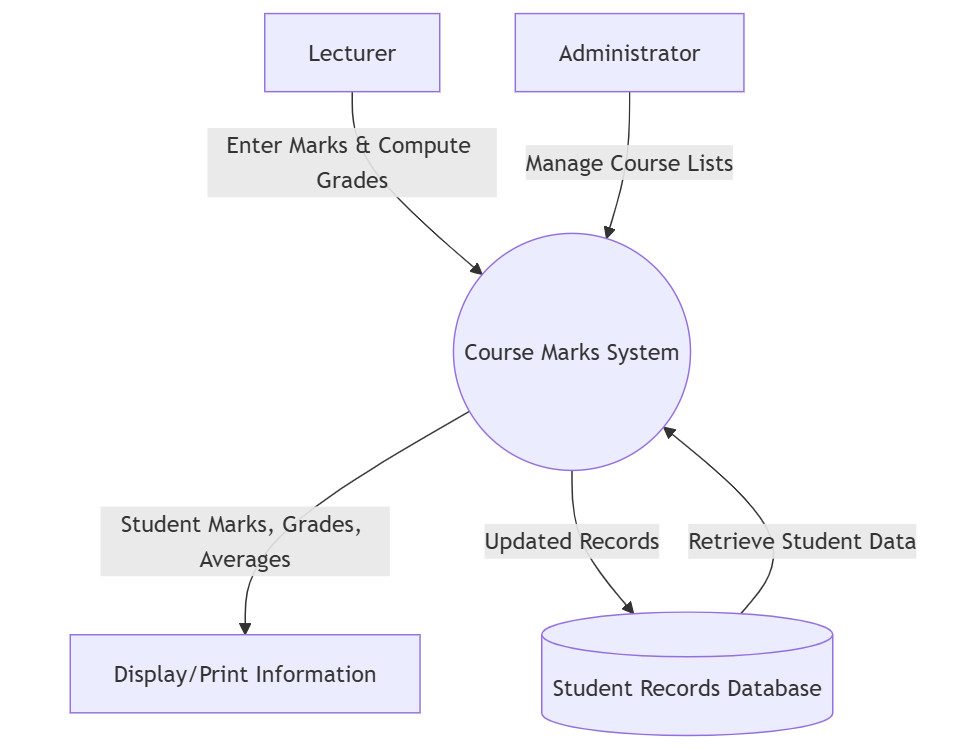 Lecturer
Administrator
Enter Marks & Compute
Grades
Manage Course Lists
Course Marks System
Student Marks, Grades,
Averages
Updated Records
Retrieve Student Data
Display/Print Information
Student Records Database